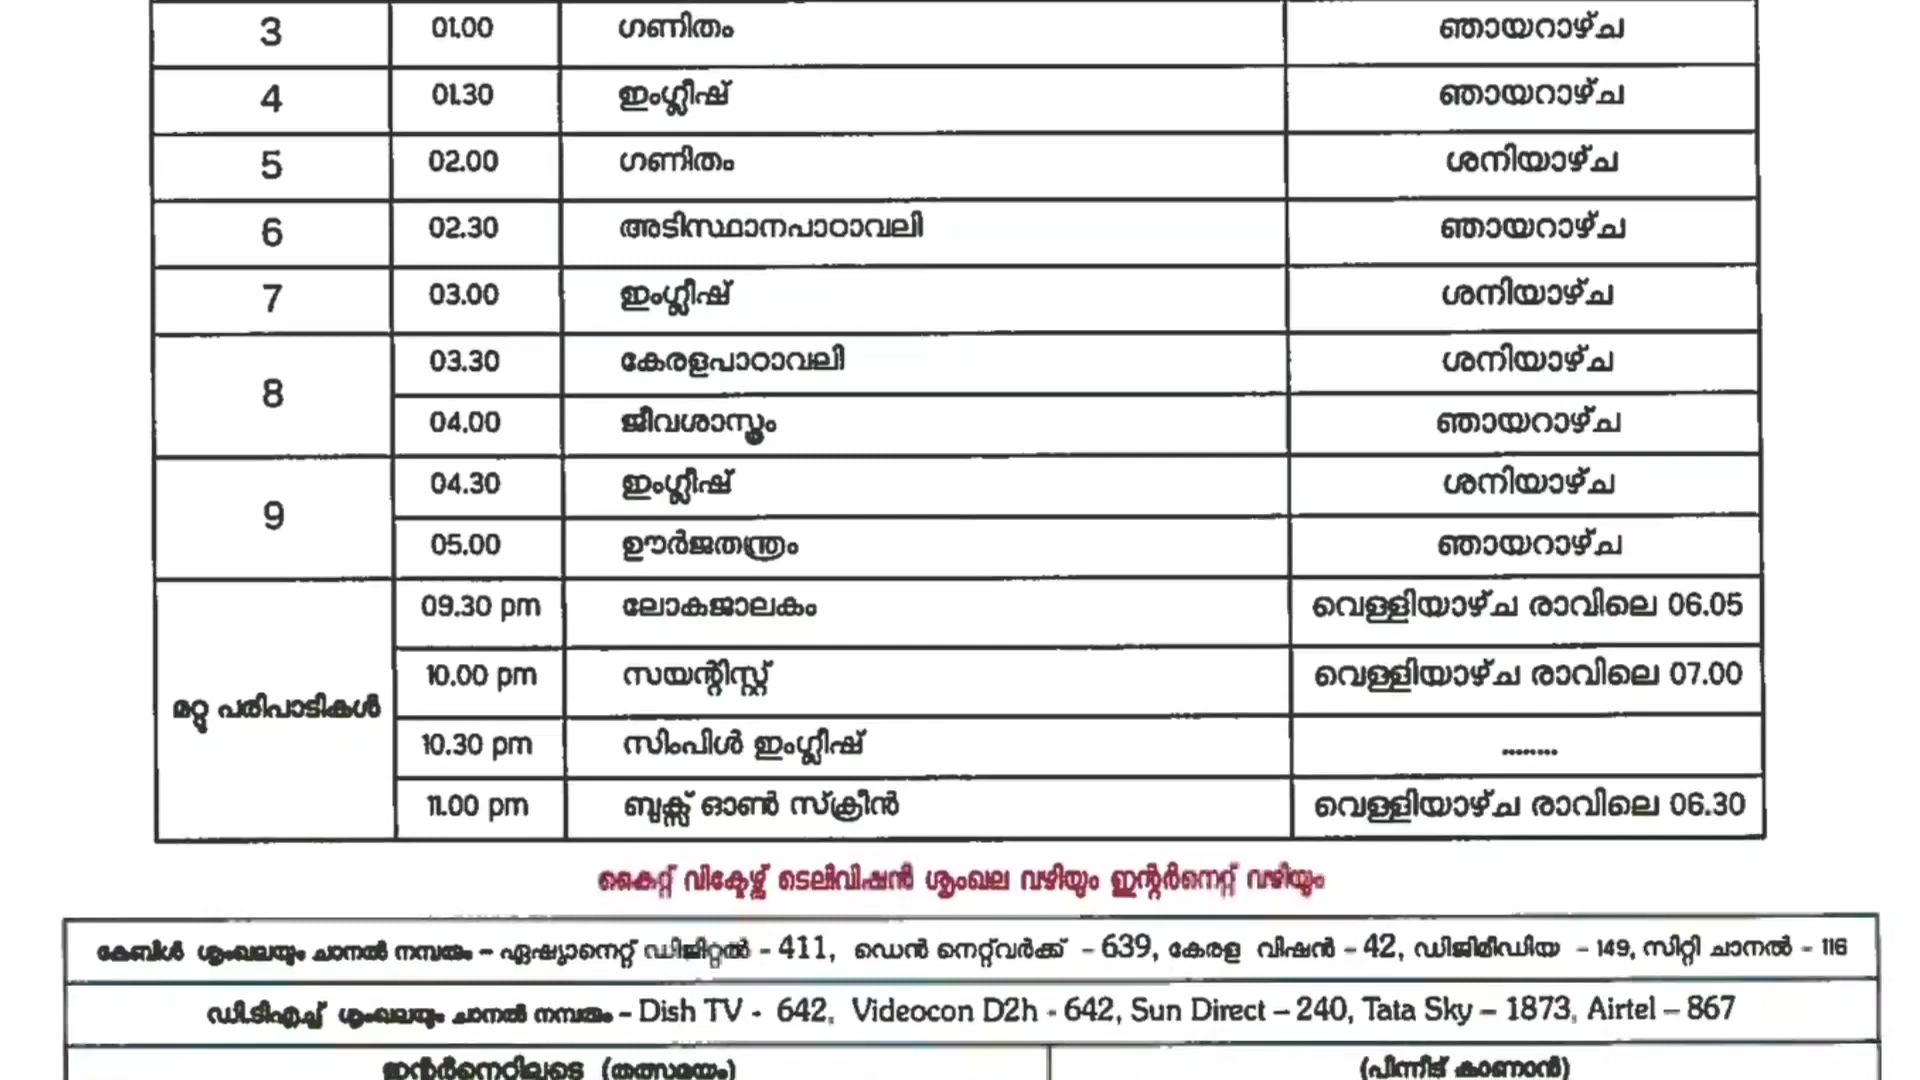 3 01.00 ഗണിതം ഞായറാഴ്ച
4 01.30 ഇംഗ്ലീഷ് ഞായറാഴ്ച
5 02.00 ഗണിതം ശനിയാഴ്ച
6 02.30 അടിസ്ഥാനപാഠാവലി ഞായറാഴ്ച
7 03.00 ഇംഗ്ലീഷ് ശനിയാഴ്ച
8 03.30 കേരളപാഠാവലി ശനിയാഴ്ച
04.00 ജീവശാസ്ത്രം ഞായറാഴ്ച
9 04.30 ഇംഗ്ലീഷ് ശനിയാഴ്ച
05.00 ഊർജതന്ത്രം ഞായറാഴ്ച
മറ്റു പരിപാടികൾ 09.30 pm ലോകജാലകം വെള്ളിയാഴ്ച രാവിലെ 06.05
10.00 pm സയന്റിസ്റ്റ് വെള്ളിയാഴ്ച രാവിലെ 07.00
10.30 pm സിംപിൾ ഇംഗ്ലീഷ് ........
11.00 pm ബുക്സ് ഓൺ സ്ക്രീൻ വെള്ളിയാഴ്ച രാവിലെ 06.30
കൈറ്റ് വിക്ടേഴ്സ് ടെലിവിഷൻ ശൃംഖല വഴിയും ഇന്റർനെറ്റ് വഴിയും
കേബിൾ ശൃംഖലയും ചാനൽ നമ്പരും – ഏഷ്യാനെറ്റ് ഡിജിറ്റൽ - 411, ഡെൻ നെറ്റ്‌വർക്ക് – 639, കേരള വിഷൻ – 42, ഡിജിമീഡിയ – 149, സിറ്റി ചാനൽ – 116
ഡി.ടി.എച്ച് ശൃംഖലയും ചാനൽ നമ്പരും – Dish TV - 642, Videocon D2h - 642, Sun Direct – 240, Tata Sky – 1873, Airtel – 867
ഇന്റർനെറ്റിലൂടെ (തത്സമയം) (പിന്നീട് കാണാൻ)